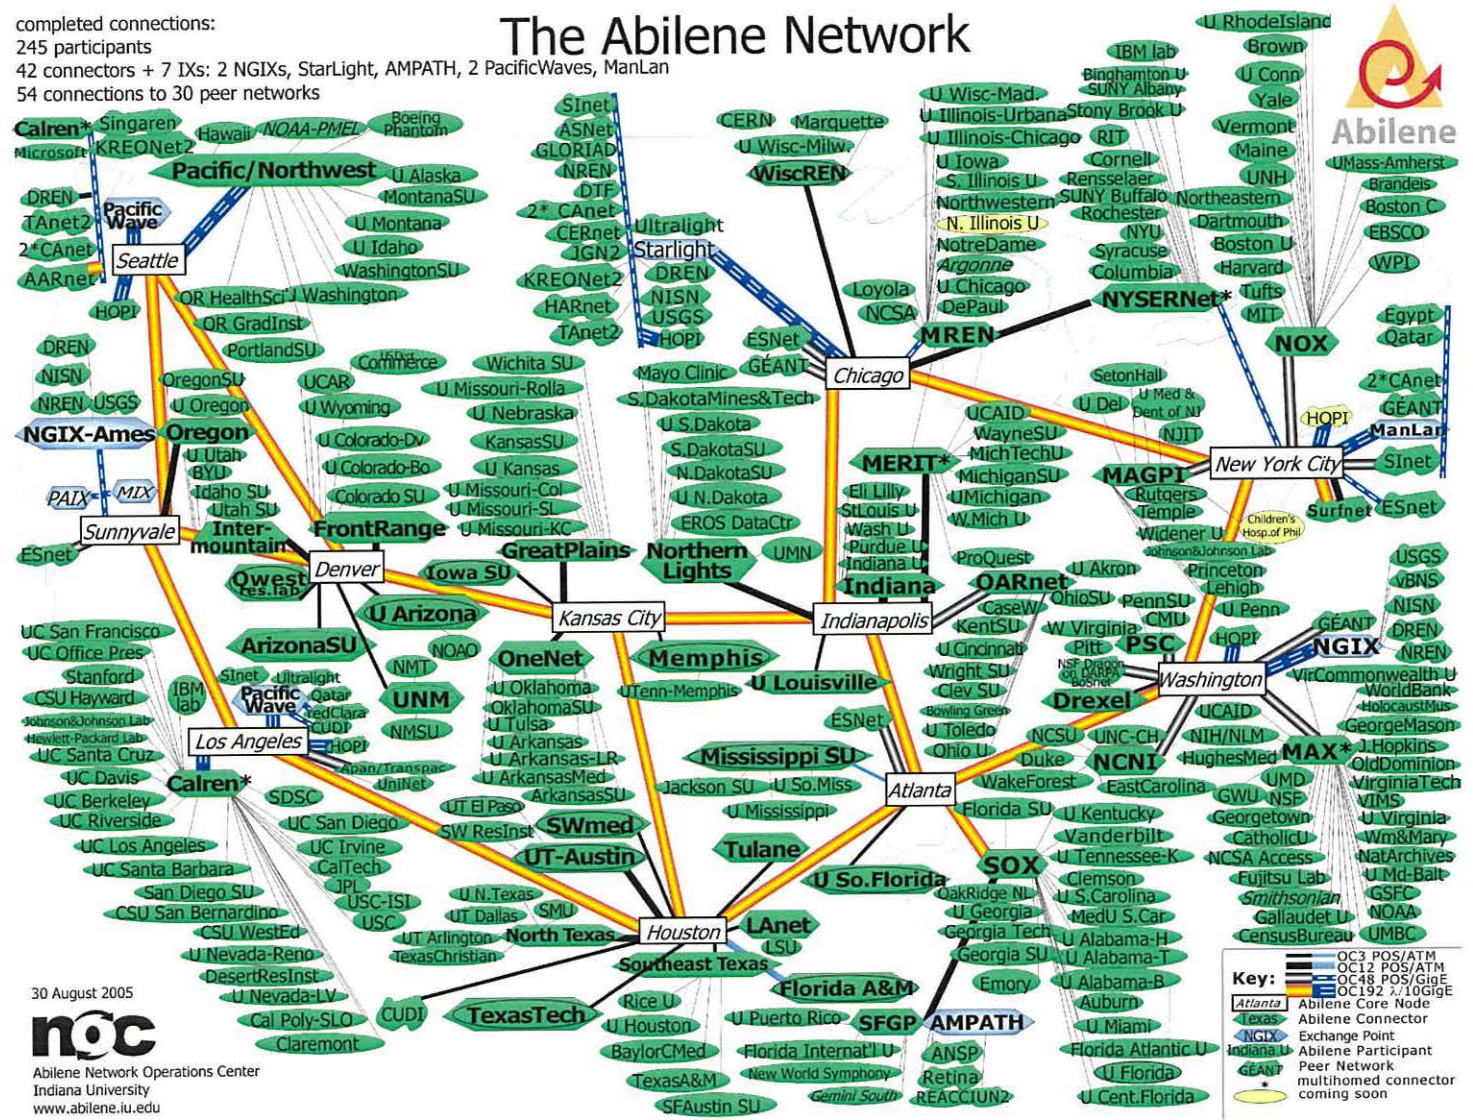 The Abilene Network
completed connections:
245 participants
42 connectors + 7 IXs: 2 NGIXs, StarLight, AMPATH, 2 PacificWaves, ManLan
54 connections to 30 peer networks
Abilene
Calren*
Singaren
Microsoft
KREONet2
Hawaii
NOAA-PMEL
Boeing
Phantom
Pacific/Northwest
U Alaska
MontanaSU
U Montana
U Idaho
WashingtonSU
U Washington
OR HealthSci
OR GradInst
PortlandSU
DREN
TAnet2
2*CAnet
AARnet
Pacific
Wave
Seattle
HOPI
SInet
ASNet
GLORIAD
NREN
DTF
2* CAnet
CERnet
JGN2
KREONet2
HARnet
TAnet2
Ultralight
Starlight
DREN
NISN
USGS
HOPI
CERN
Marquette
U Wisc-Milw.
WiscREN
U Wisc-Mad.
U Illinois-Urbana
U Illinois-Chicago
U Iowa
S. Illinois U
Northwestern
N. Illinois U
NotreDame
Argonne
U Chicago
DePaul
Loyola
NCSA
MREN
ESNet
GÉANT
Chicago
IBM lab
Binghamton U
SUNY Albany
Stony Brook U
RIT
Cornell
Rensselaer
SUNY Buffalo
Rochester
NYU
Syracuse
Columbia
NYSERNet*
U RhodeIsland
Brown
U Conn
Yale
Vermont
Maine
UNH
Northeastern
Dartmouth
Boston U
Harvard
Tufts
MIT
NOX
UMass-Amherst
Brandeis
Boston C
EBSCO
WPI
Egypt
Qatar
2*CAnet
GÉANT
ManLan
SInet
ESnet
Surfnet
HOPI
New York City
SetonHall
U Del
U Med &
Dent of NJ
NJIT
MAGPI
Rutgers
Temple
Widener U
Children's
Hosp.of Phil
Johnson&Johnson Lab
Princeton
Lehigh
U Penn
DREN
NISN
NREN
USGS
NGIX-Ames
OregonSU
U Oregon
Oregon
U Utah
BYU
Idaho SU
Utah SU
Inter-
mountain
PAIX
MIX
Sunnyvale
ESnet
UCAR
Commerce
U Wyoming
U Colorado-Dv
U Colorado-Bo
Colorado SU
FrontRange
Denver
Qwest
res.lab
ArizonaSU
U Arizona
NOAO
NMT
UNM
NMSU
Wichita SU
U Missouri-Rolla
U Nebraska
KansasSU
U Kansas
U Missouri-Col
U Missouri-SL
U Missouri-KC
GreatPlains
Iowa SU
Kansas City
Mayo Clinic
S.DakotaMines&Tech
U S.Dakota
S.DakotaSU
N.DakotaSU
U N.Dakota
EROS DataCtr
Northern
Lights
UMN
UCAID
WayneSU
MichTechU
MichiganSU
UMichigan
W.Mich U
MERIT*
Eli Lilly
StLouis U
Wash U
Purdue U
Indiana U
Indiana
Indianapolis
ProQuest
OARnet
U Akron
OhioSU
CaseW
KentSU
U Cincinnati
Wright SU
Clev SU
Bowling Green
U Toledo
Ohio U
OneNet
U Oklahoma
OklahomaSU
U Tulsa
U Arkansas
U Arkansas-LR
U ArkansasMed
ArkansasSU
Memphis
UTenn-Memphis
U Louisville
PennSU
CMU
W Virginia
Pitt
PSC
NSF Dragon
on DARPA
BoSnet
Drexel
HOPI
GÉANT
NGIX
USGS
vBNS
NISN
DREN
NREN
Washington
UC San Francisco
UC Office Pres
Stanford
CSU Hayward
Johnson&Johnson Lab
Hewlett-Packard Lab
UC Santa Cruz
UC Davis
UC Berkeley
UC Riverside
UC Los Angeles
UC Santa Barbara
San Diego SU
CSU San Bernardino
CSU WestEd
U Nevada-Reno
DesertResInst
U Nevada-LV
Cal Poly-SLO
Claremont
IBM
lab
SInet
Ultralight
Pacific
Wave
Qatar
redClara
CUDI
HOPI
Los Angeles
Apan/Transpac
UniNet
Calren*
SDSC
UC San Diego
UC Irvine
CalTech
JPL
USC-ISI
USC
ESNet
Mississippi SU
Jackson SU
U So.Miss
U Mississippi
Atlanta
NCSU
UNC-CH
Duke
NCNI
WakeForest
EastCarolina
UCAID
NIH/NLM
HughesMed
MAX*
VirCommonwealth U
WorldBank
HolocaustMus
GeorgeMason
J.Hopkins
OldDominion
VirginiaTech
VIMS
U Virginia
Wm&Mary
NatArchives
U Md-Balt
GSFC
NOAA
UMBC
UMD
GWU
NSF
Georgetown
CatholicU
NCSA Access
Fujitsu Lab
Smithsonian
Gallaudet U
CensusBureau
UT El Paso
SW ResInst
SWmed
UT-Austin
Tulane
U.N.Texas
UT Dallas
SMU
UT Arlington
TexasChristian
North Texas
Houston
LAnet
LSU
Southeast Texas
Florida A&M
CUDI
TexasTech
Rice U
U Houston
BaylorCMed
TexasA&M
SFAustin SU
U So.Florida
Florida SU
SOX
OakRidge NL
U Georgia
Georgia Tech
Georgia SU
Emory
U Kentucky
Vanderbilt
U Tennessee-K
Clemson
U S.Carolina
MedU S.Car
U Alabama-H
U Alabama-T
U Alabama-B
Auburn
U Miami
Florida Atlantic U
U Florida
U Cent.Florida
U Puerto Rico
SFGP
AMPATH
Florida Internat'l U
New World Symphony
Gemini South
ANSP
Retina
REACCIUN2
30 August 2005
noc
Abilene Network Operations Center
Indiana University
www.abilene.iu.edu
Key:
OC3 POS/ATM
OC12 POS/ATM
OC48 POS/GigE
OC192 λ/10GigE
Atlanta Abilene Core Node
Texas Abilene Connector
NGIX Exchange Point
Indiana U Abilene Participant
GÉANT Peer Network
* multihomed connector
coming soon